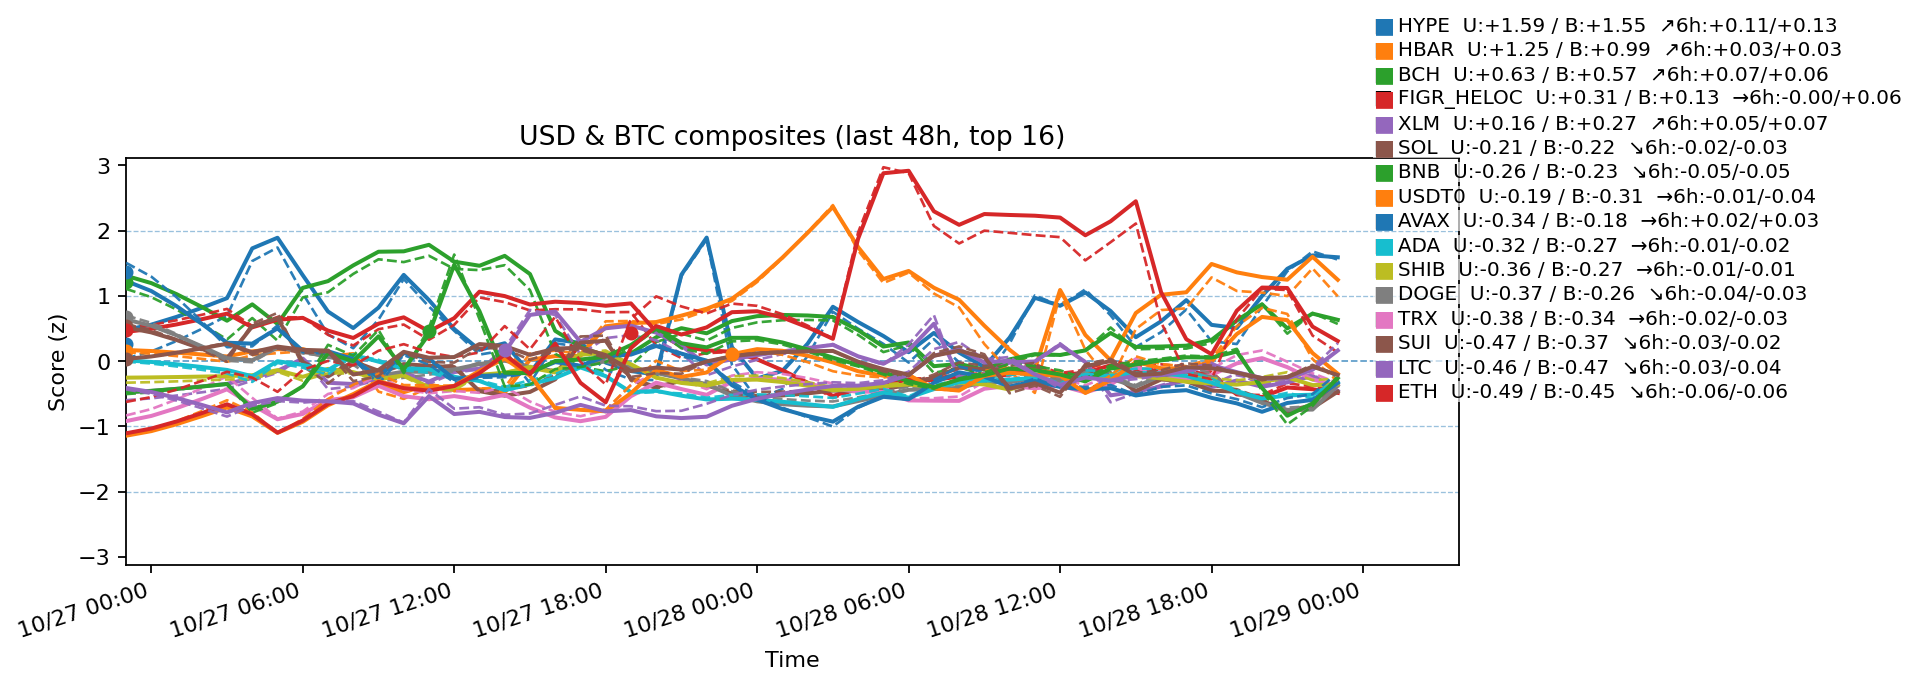 HYPE  U:+1.59 / B:+1.55  ↗6h:+0.11/+0.13
HBAR  U:+1.25 / B:+0.99  ↗6h:+0.03/+0.03
BCH  U:+0.63 / B:+0.57  ↗6h:+0.07/+0.06
FIGR_HELOC  U:+0.31 / B:+0.13  →6h:-0.00/+0.06
XLM  U:+0.16 / B:+0.27  ↗6h:+0.05/+0.07
SOL  U:-0.21 / B:-0.22  ↘6h:-0.02/-0.03
BNB  U:-0.26 / B:-0.23  ↘6h:-0.05/-0.05
USDT0  U:-0.19 / B:-0.31  →6h:-0.01/-0.04
AVAX  U:-0.34 / B:-0.18  →6h:+0.02/+0.03
ADA  U:-0.32 / B:-0.27  →6h:-0.01/-0.02
SHIB  U:-0.36 / B:-0.27  →6h:-0.01/-0.01
DOGE  U:-0.37 / B:-0.26  ↘6h:-0.04/-0.03
TRX  U:-0.38 / B:-0.34  →6h:-0.02/-0.03
SUI  U:-0.47 / B:-0.37  ↘6h:-0.03/-0.02
LTC  U:-0.46 / B:-0.47  ↘6h:-0.03/-0.04
ETH  U:-0.49 / B:-0.45  ↘6h:-0.06/-0.06
USD & BTC composites (last 48h, top 16)
Score (z)
3
2
1
0
−1
−2
−3
10/27 00:00
10/27 06:00
10/27 12:00
10/27 18:00
10/28 00:00
10/28 06:00
10/28 12:00
10/28 18:00
10/29 00:00
Time